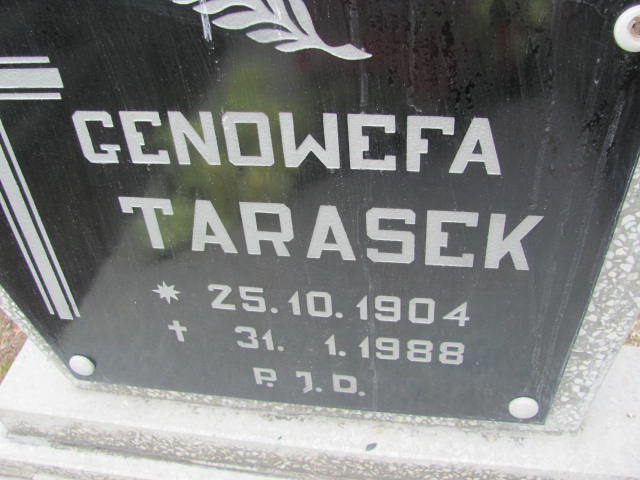 GENOWEFA
TARASEK
* 25.10.1904
† 31. 1.1988
P. J. D.